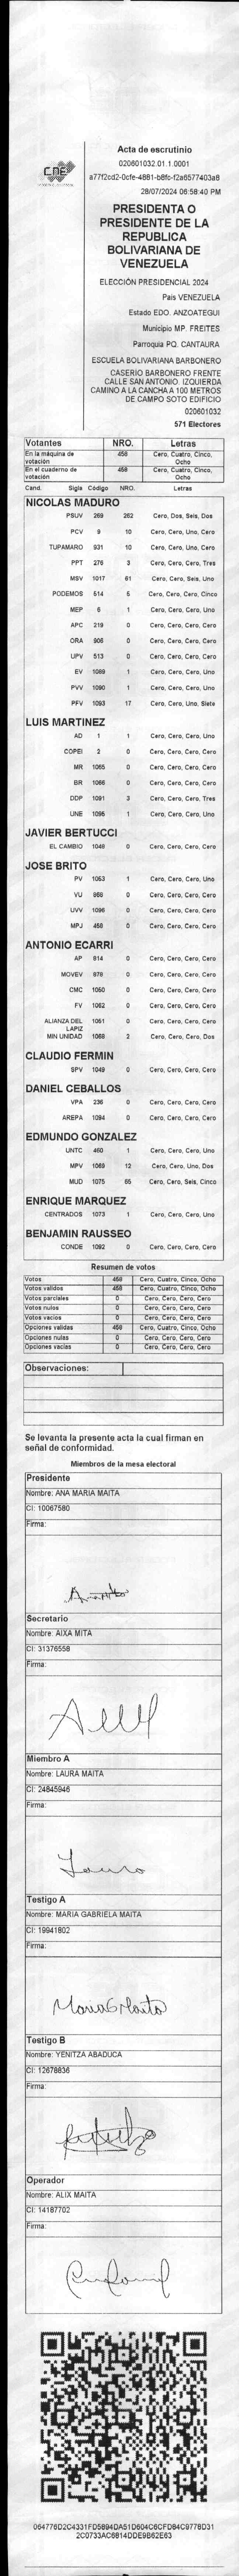 CNE
Acta de escrutinio
020601032.01.1.0001
a77f2cd2-0cfe-4881-b8fc-f2a6577403a8
28/07/2024 06:58:40 PM
PRESIDENTA O
PRESIDENTE DE LA
REPUBLICA
BOLIVARIANA DE
VENEZUELA
ELECCIÓN PRESIDENCIAL 2024
Pais VENEZUELA
Estado EDO. ANZOATEGUI
Municipio MP. FREITES
Parroquia PQ. CANTAURA
ESCUELA BOLIVARIANA BARBONERO
CASERÍO BARBONERO FRENTE
CALLE SAN ANTONIO. IZQUIERDA
CAMINO A LA CANCHA A 100 METROS
DE CAMPO SOTO EDIFICIO
020601032
571 Electores
Votantes NRO. Letras
En la máquina de votación 458 Cero, Cuatro, Cinco, Ocho
En el cuaderno de votación 458 Cero, Cuatro, Cinco, Ocho
Cand. Sigla Código NRO. Letras
NICOLAS MADURO
PSUV 269 262 Cero, Dos, Seis, Dos
PCV 9 10 Cero, Cero, Uno, Cero
TUPAMARO 931 10 Cero, Cero, Uno, Cero
PPT 276 3 Cero, Cero, Cero, Tres
MSV 1017 61 Cero, Cero, Seis, Uno
PODEMOS 514 5 Cero, Cero, Cero, Cinco
MEP 6 1 Cero, Cero, Cero, Uno
APC 219 0 Cero, Cero, Cero, Cero
ORA 906 0 Cero, Cero, Cero, Cero
UPV 513 0 Cero, Cero, Cero, Cero
EV 1089 1 Cero, Cero, Cero, Uno
PVV 1090 1 Cero, Cero, Cero, Uno
PFV 1093 17 Cero, Cero, Uno, Siete
LUIS MARTINEZ
AD 1 1 Cero, Cero, Cero, Uno
COPEI 2 0 Cero, Cero, Cero, Cero
MR 1065 0 Cero, Cero, Cero, Cero
BR 1066 0 Cero, Cero, Cero, Cero
DDP 1091 3 Cero, Cero, Cero, Tres
UNE 1095 1 Cero, Cero, Cero, Uno
JAVIER BERTUCCI
EL CAMBIO 1048 0 Cero, Cero, Cero, Cero
JOSE BRITO
PV 1053 1 Cero, Cero, Cero, Uno
VU 868 0 Cero, Cero, Cero, Cero
UVV 1096 0 Cero, Cero, Cero, Cero
MPJ 458 0 Cero, Cero, Cero, Cero
ANTONIO ECARRI
AP 814 0 Cero, Cero, Cero, Cero
MOVEV 878 0 Cero, Cero, Cero, Cero
CMC 1050 0 Cero, Cero, Cero, Cero
FV 1062 0 Cero, Cero, Cero, Cero
ALIANZA DEL LAPIZ 1061 0 Cero, Cero, Cero, Cero
MIN UNIDAD 1068 2 Cero, Cero, Cero, Dos
CLAUDIO FERMIN
SPV 1049 0 Cero, Cero, Cero, Cero
DANIEL CEBALLOS
VPA 236 0 Cero, Cero, Cero, Cero
AREPA 1094 0 Cero, Cero, Cero, Cero
EDMUNDO GONZALEZ
UNTC 460 1 Cero, Cero, Cero, Uno
MPV 1069 12 Cero, Cero, Uno, Dos
MUD 1075 65 Cero, Cero, Seis, Cinco
ENRIQUE MARQUEZ
CENTRADOS 1073 1 Cero, Cero, Cero, Uno
BENJAMIN RAUSSEO
CONDE 1092 0 Cero, Cero, Cero, Cero
Resumen de votos
Votos 458 Cero, Cuatro, Cinco, Ocho
Votos validos 458 Cero, Cuatro, Cinco, Ocho
Votos parciales 0 Cero, Cero, Cero, Cero
Votos nulos 0 Cero, Cero, Cero, Cero
Votos vacios 0 Cero, Cero, Cero, Cero
Opciones validas 458 Cero, Cuatro, Cinco, Ocho
Opciones nulas 0 Cero, Cero, Cero, Cero
Opciones vacias 0 Cero, Cero, Cero, Cero
Observaciones:
Se levanta la presente acta la cual firman en
señal de conformidad.
Miembros de la mesa electoral
Presidente
Nombre: ANA MARIA MAITA
CI: 10067580
Firma:
Secretario
Nombre: AIXA MITA
CI: 31376558
Firma:
Miembro A
Nombre: LAURA MAITA
CI: 24845946
Firma:
Laura
Testigo A
Nombre: MARIA GABRIELA MAITA
CI: 19941802
Firma:
Maria G Maita
Testigo B
Nombre: YENITZA ABADUCA
CI: 12678836
Firma:
Operador
Nombre: ALIX MAITA
CI: 14187702
Firma:
064776D2C4331FD5894DA51D604C6CFD84C9778D31
2C0733AC6814DDE9B62E63